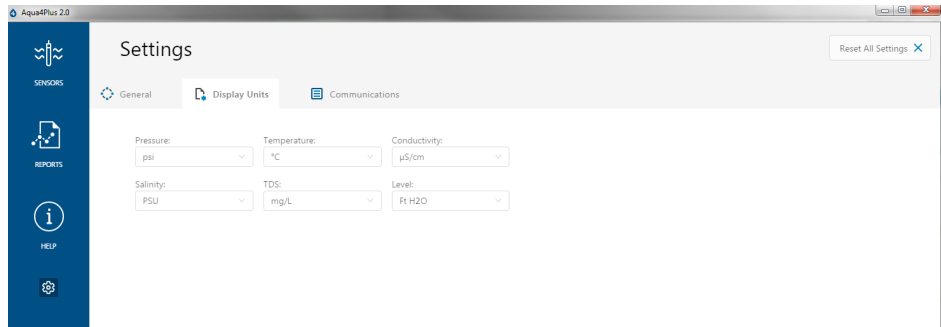 Aqua4Plus 2.0
SENSORS
REPORTS
i
HELP
Settings
Reset All Settings
General
Display Units
Communications
Pressure: Temperature: Conductivity:
psi °C µS/cm
Salinity: TDS: Level:
PSU mg/L Ft H2O